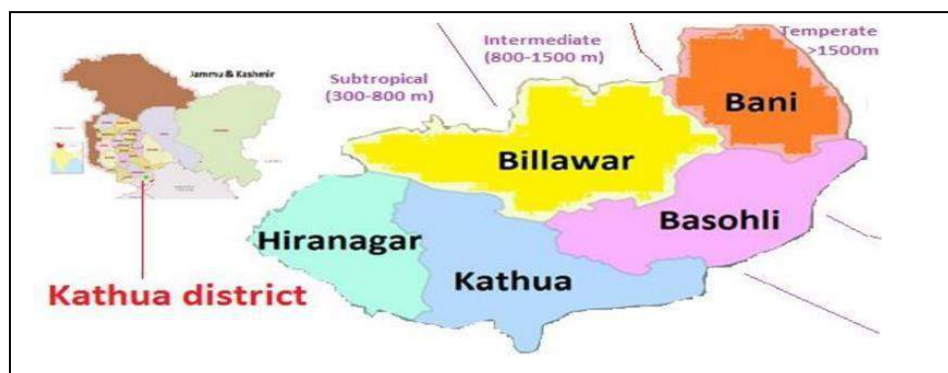 Jammu & Kashmir
Kathua district
Subtropical
(300-800 m)
Intermediate
(800-1500 m)
Temperate
>1500m
Bani
Billawar
Basohli
Hiranagar
Kathua